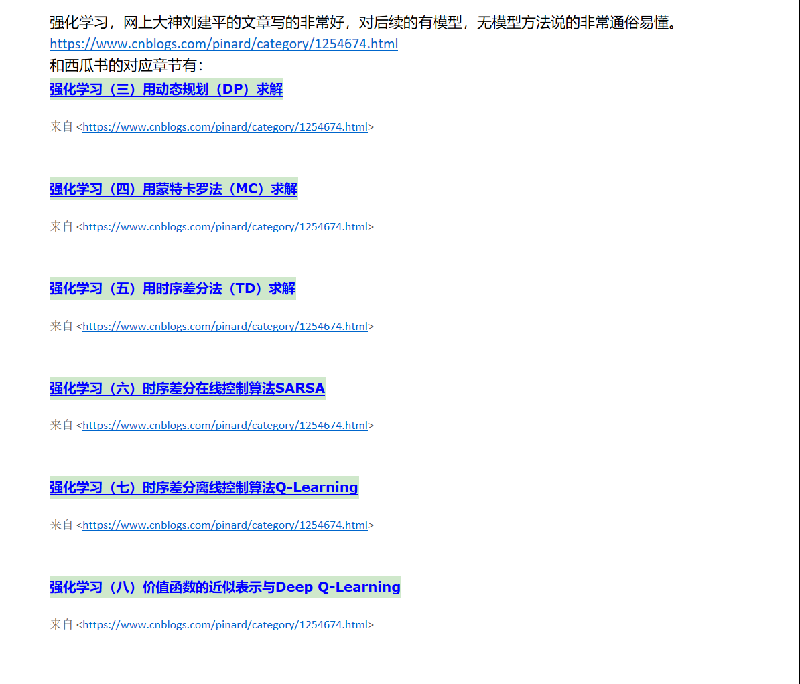 强化学习，网上大神刘建平的文章写的非常好，对后续的有模型，无模型方法说的非常通俗易懂。
https://www.cnblogs.com/pinard/category/1254674.html
和西瓜书的对应章节有：
强化学习（三）用动态规划（DP）求解
来自 <https://www.cnblogs.com/pinard/category/1254674.html>
强化学习（四）用蒙特卡罗法（MC）求解
来自 <https://www.cnblogs.com/pinard/category/1254674.html>
强化学习（五）用时序差分法（TD）求解
来自 <https://www.cnblogs.com/pinard/category/1254674.html>
强化学习（六）时序差分在线控制算法SARSA
来自 <https://www.cnblogs.com/pinard/category/1254674.html>
强化学习（七）时序差分离线控制算法Q-Learning
来自 <https://www.cnblogs.com/pinard/category/1254674.html>
强化学习（八）价值函数的近似表示与Deep Q-Learning
来自 <https://www.cnblogs.com/pinard/category/1254674.html>